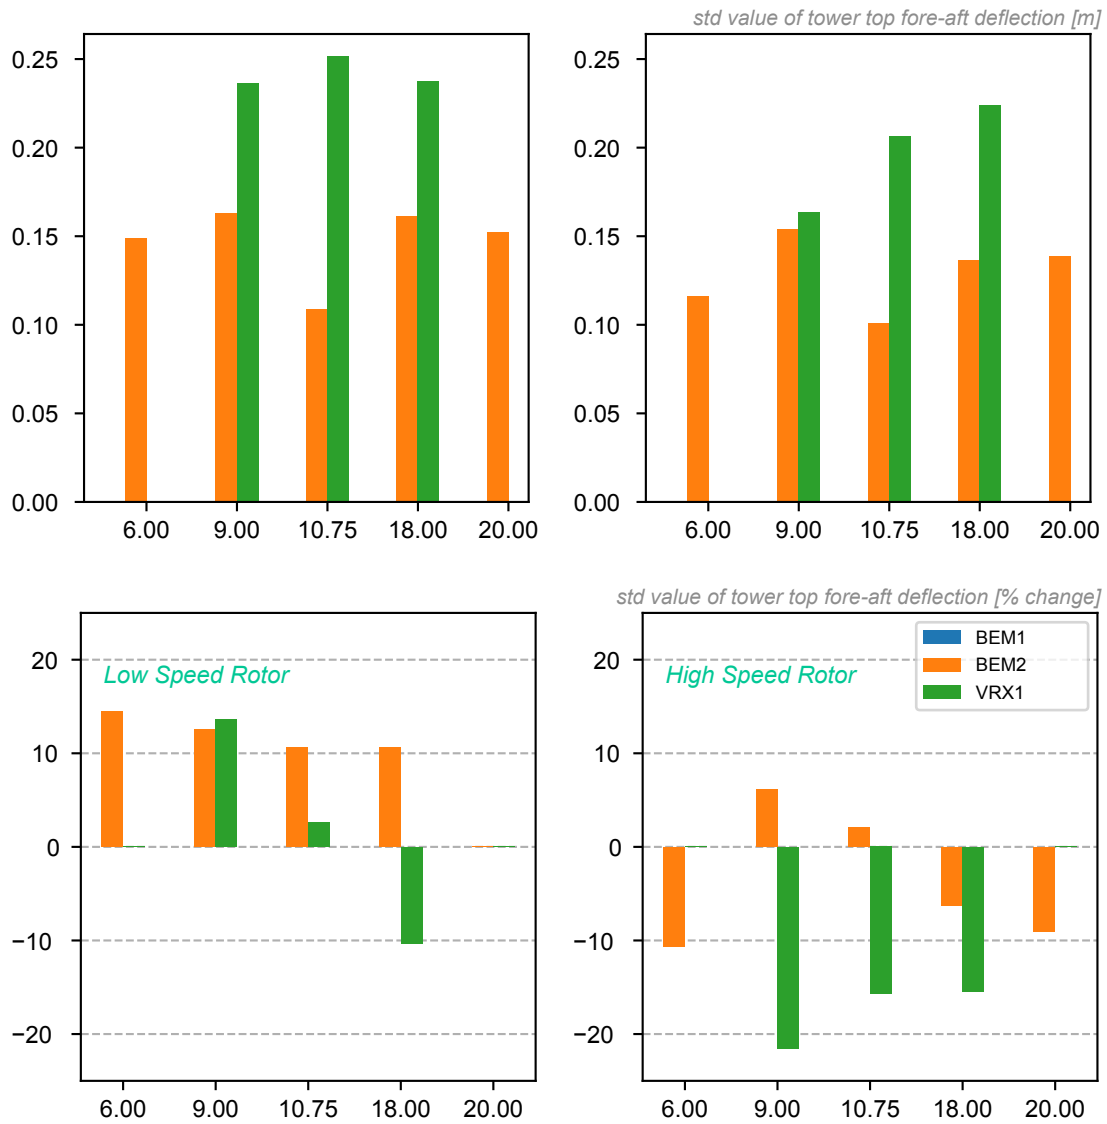 std value of tower top fore-aft deflection [m]
0.25
0.20
0.15
0.10
0.05
0.00
6.00 9.00 10.75 18.00 20.00
0.25
0.20
0.15
0.10
0.05
0.00
6.00 9.00 10.75 18.00 20.00
std value of tower top fore-aft deflection [% change]
Low Speed Rotor
20
10
0
−10
−20
6.00 9.00 10.75 18.00 20.00
High Speed Rotor
BEM1
BEM2
VRX1
20
10
0
−10
−20
6.00 9.00 10.75 18.00 20.00